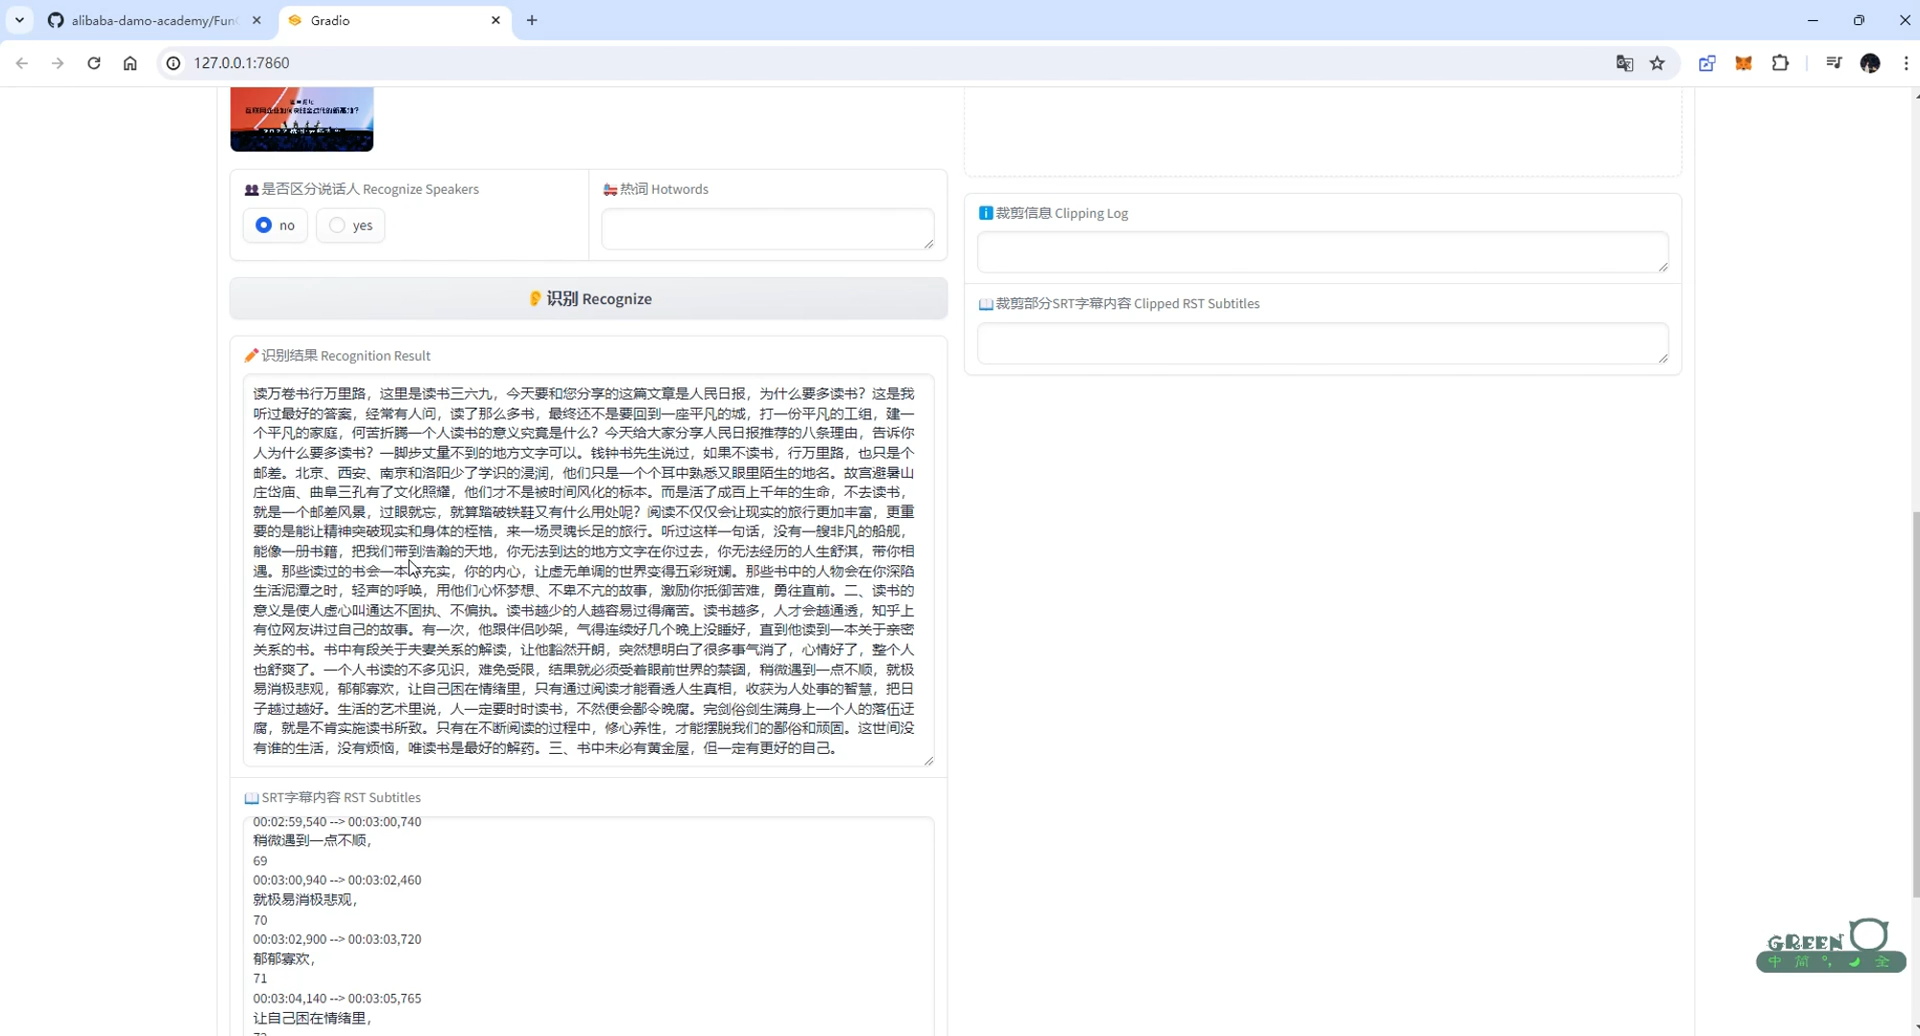 alibaba-damo-academy/Fun
Gradio
127.0.0.1:7860
互联网企业如何突围全球化的新高地?
是否区分说话人 Recognize Speakers
no
yes
热词 Hotwords
识别 Recognize
识别结果 Recognition Result
读万卷书行万里路，这里是读书三六九，今天要和您分享的这篇文章是人民日报，为什么要多读书？这是我
听过最好的答案，经常有人问，读了那么多书，最终还不是要回到一座平凡的城，打一份平凡的工组，建一
个平凡的家庭，何苦折腾一个人读书的意义究竟是什么？今天给大家分享人民日报推荐的八条理由，告诉你
人为什么要多读书？一脚步丈量不到的地方文字可以。钱钟书先生说过，如果不读书，行万里路，也只是个
邮差。北京、西安、南京和洛阳少了学识的浸润，他们只是一个个耳中熟悉又眼里陌生的地名。故宫避暑山
庄岱庙、曲阜三孔有了文化照耀，他们才不是被时间风化的标本。而是活了成百上千年的生命，不去读书，
就是一个邮差风景，过眼就忘，就算踏破铁鞋又有什么用处呢？阅读不仅仅会让现实的旅行更加丰富，更重
要的是能让精神突破现实和身体的桎梏，来一场灵魂长足的旅行。听过这样一句话，没有一艘非凡的船舰，
能像一册书籍，把我们带到浩瀚的天地，你无法到达的地方文字在你过去，你无法经历的人生舒淇，带你相
遇。那些读过的书会一本 充实，你的内心，让虚无单调的世界变得五彩斑斓。那些书中的人物会在你深陷
生活泥潭之时，轻声的呼唤，用他们心怀梦想、不卑不亢的故事，激励你抵御苦难，勇往直前。二、读书的
意义是使人虚心叫通达不固执、不偏执。读书越少的人越容易过得痛苦。读书越多，人才会越通透，知乎上
有位网友讲过自己的故事。有一次，他跟伴侣吵架，气得连续好几个晚上没睡好，直到他读到一本关于亲密
关系的书。书中有段关于夫妻关系的解读，让他豁然开朗，突然想明白了很多事气消了，心情好了，整个人
也舒爽了。一个人书读的不多见识，难免受限，结果就必须受着眼前世界的禁锢，稍微遇到一点不顺，就极
易消极悲观，郁郁寡欢，让自己困在情绪里，只有通过阅读才能看透人生真相，收获为人处事的智慧，把日
子越过越好。生活的艺术里说，人一定要时时读书，不然便会鄙令晚腐。完剑俗剑生满身上一个人的落伍迂
腐，就是不肯实施读书所致。只有在不断阅读的过程中，修心养性，才能摆脱我们的鄙俗和顽固。这世间没
有谁的生活，没有烦恼，唯读书是最好的解药。三、书中未必有黄金屋，但一定有更好的自己。
SRT字幕内容 RST Subtitles
00:02:59,540 --> 00:03:00,740
稍微遇到一点不顺，
69
00:03:00,940 --> 00:03:02,460
就极易消极悲观，
70
00:03:02,900 --> 00:03:03,720
郁郁寡欢，
71
00:03:04,140 --> 00:03:05,765
让自己困在情绪里，
裁剪信息 Clipping Log
裁剪部分SRT字幕内容 Clipped RST Subtitles
GREEN
中 简 °, 全